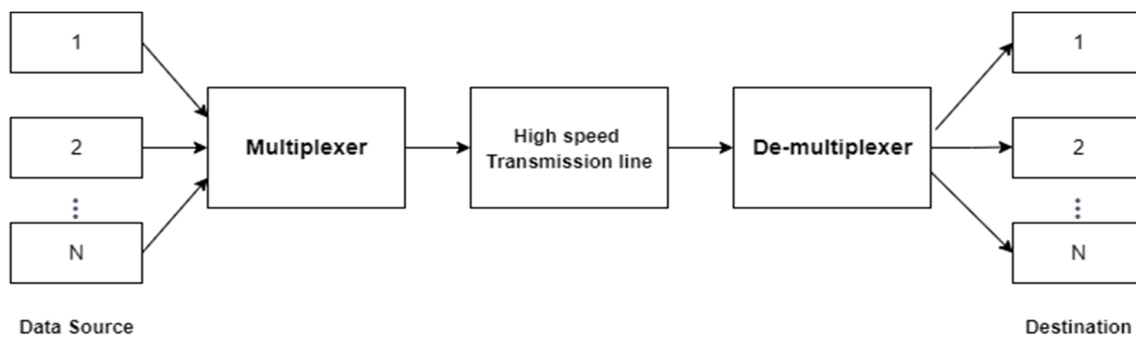 1
2
N
Data Source
Multiplexer
High speed
Transmission line
De-multiplexer
1
2
N
Destination